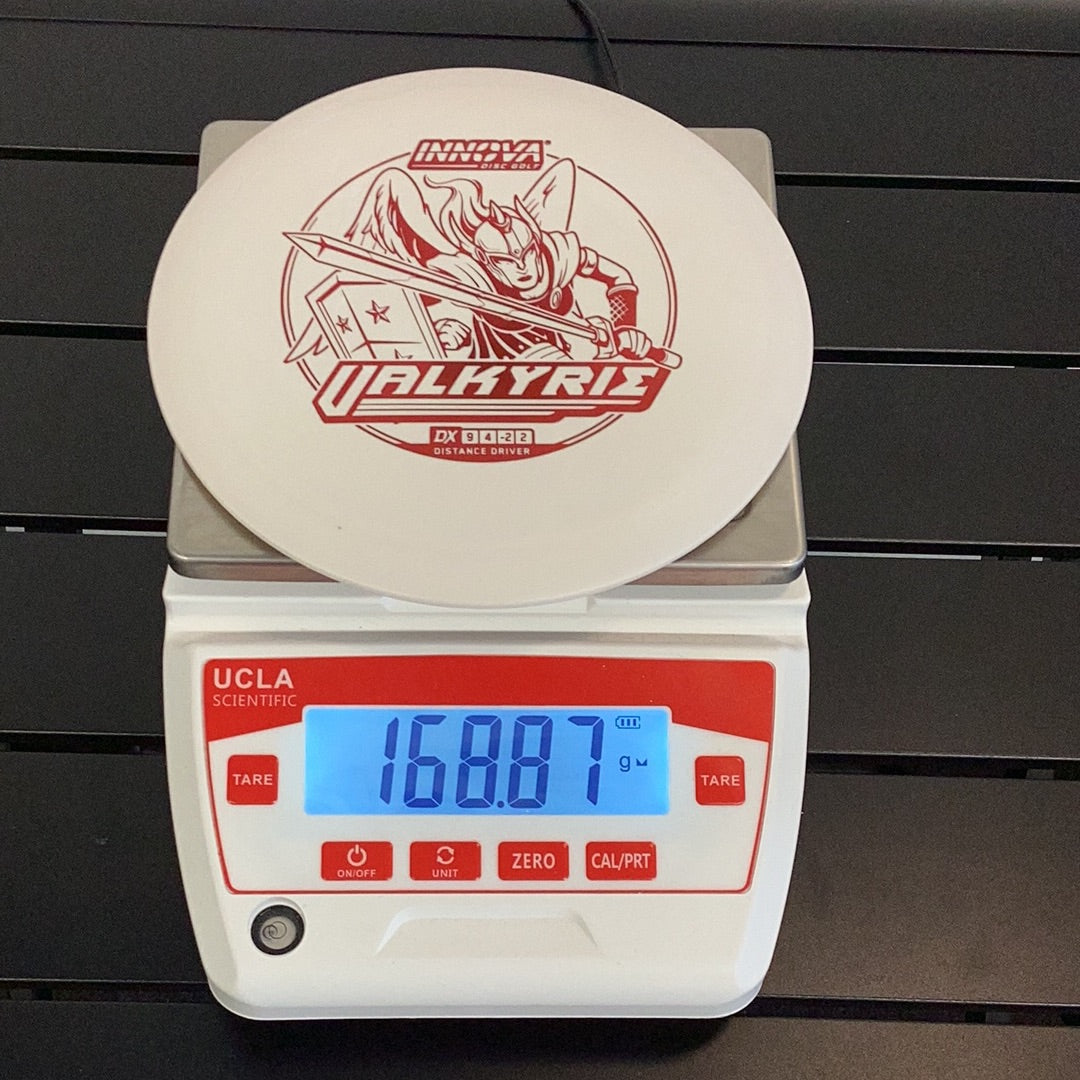 INNOVA
DISC GOLF
VALKYRIE
DX 9 4 -2 2
DISTANCE DRIVER
UCLA
SCIENTIFIC
168.87 g
TARE
TARE
ON/OFF
UNIT
ZERO
CAL/PRT